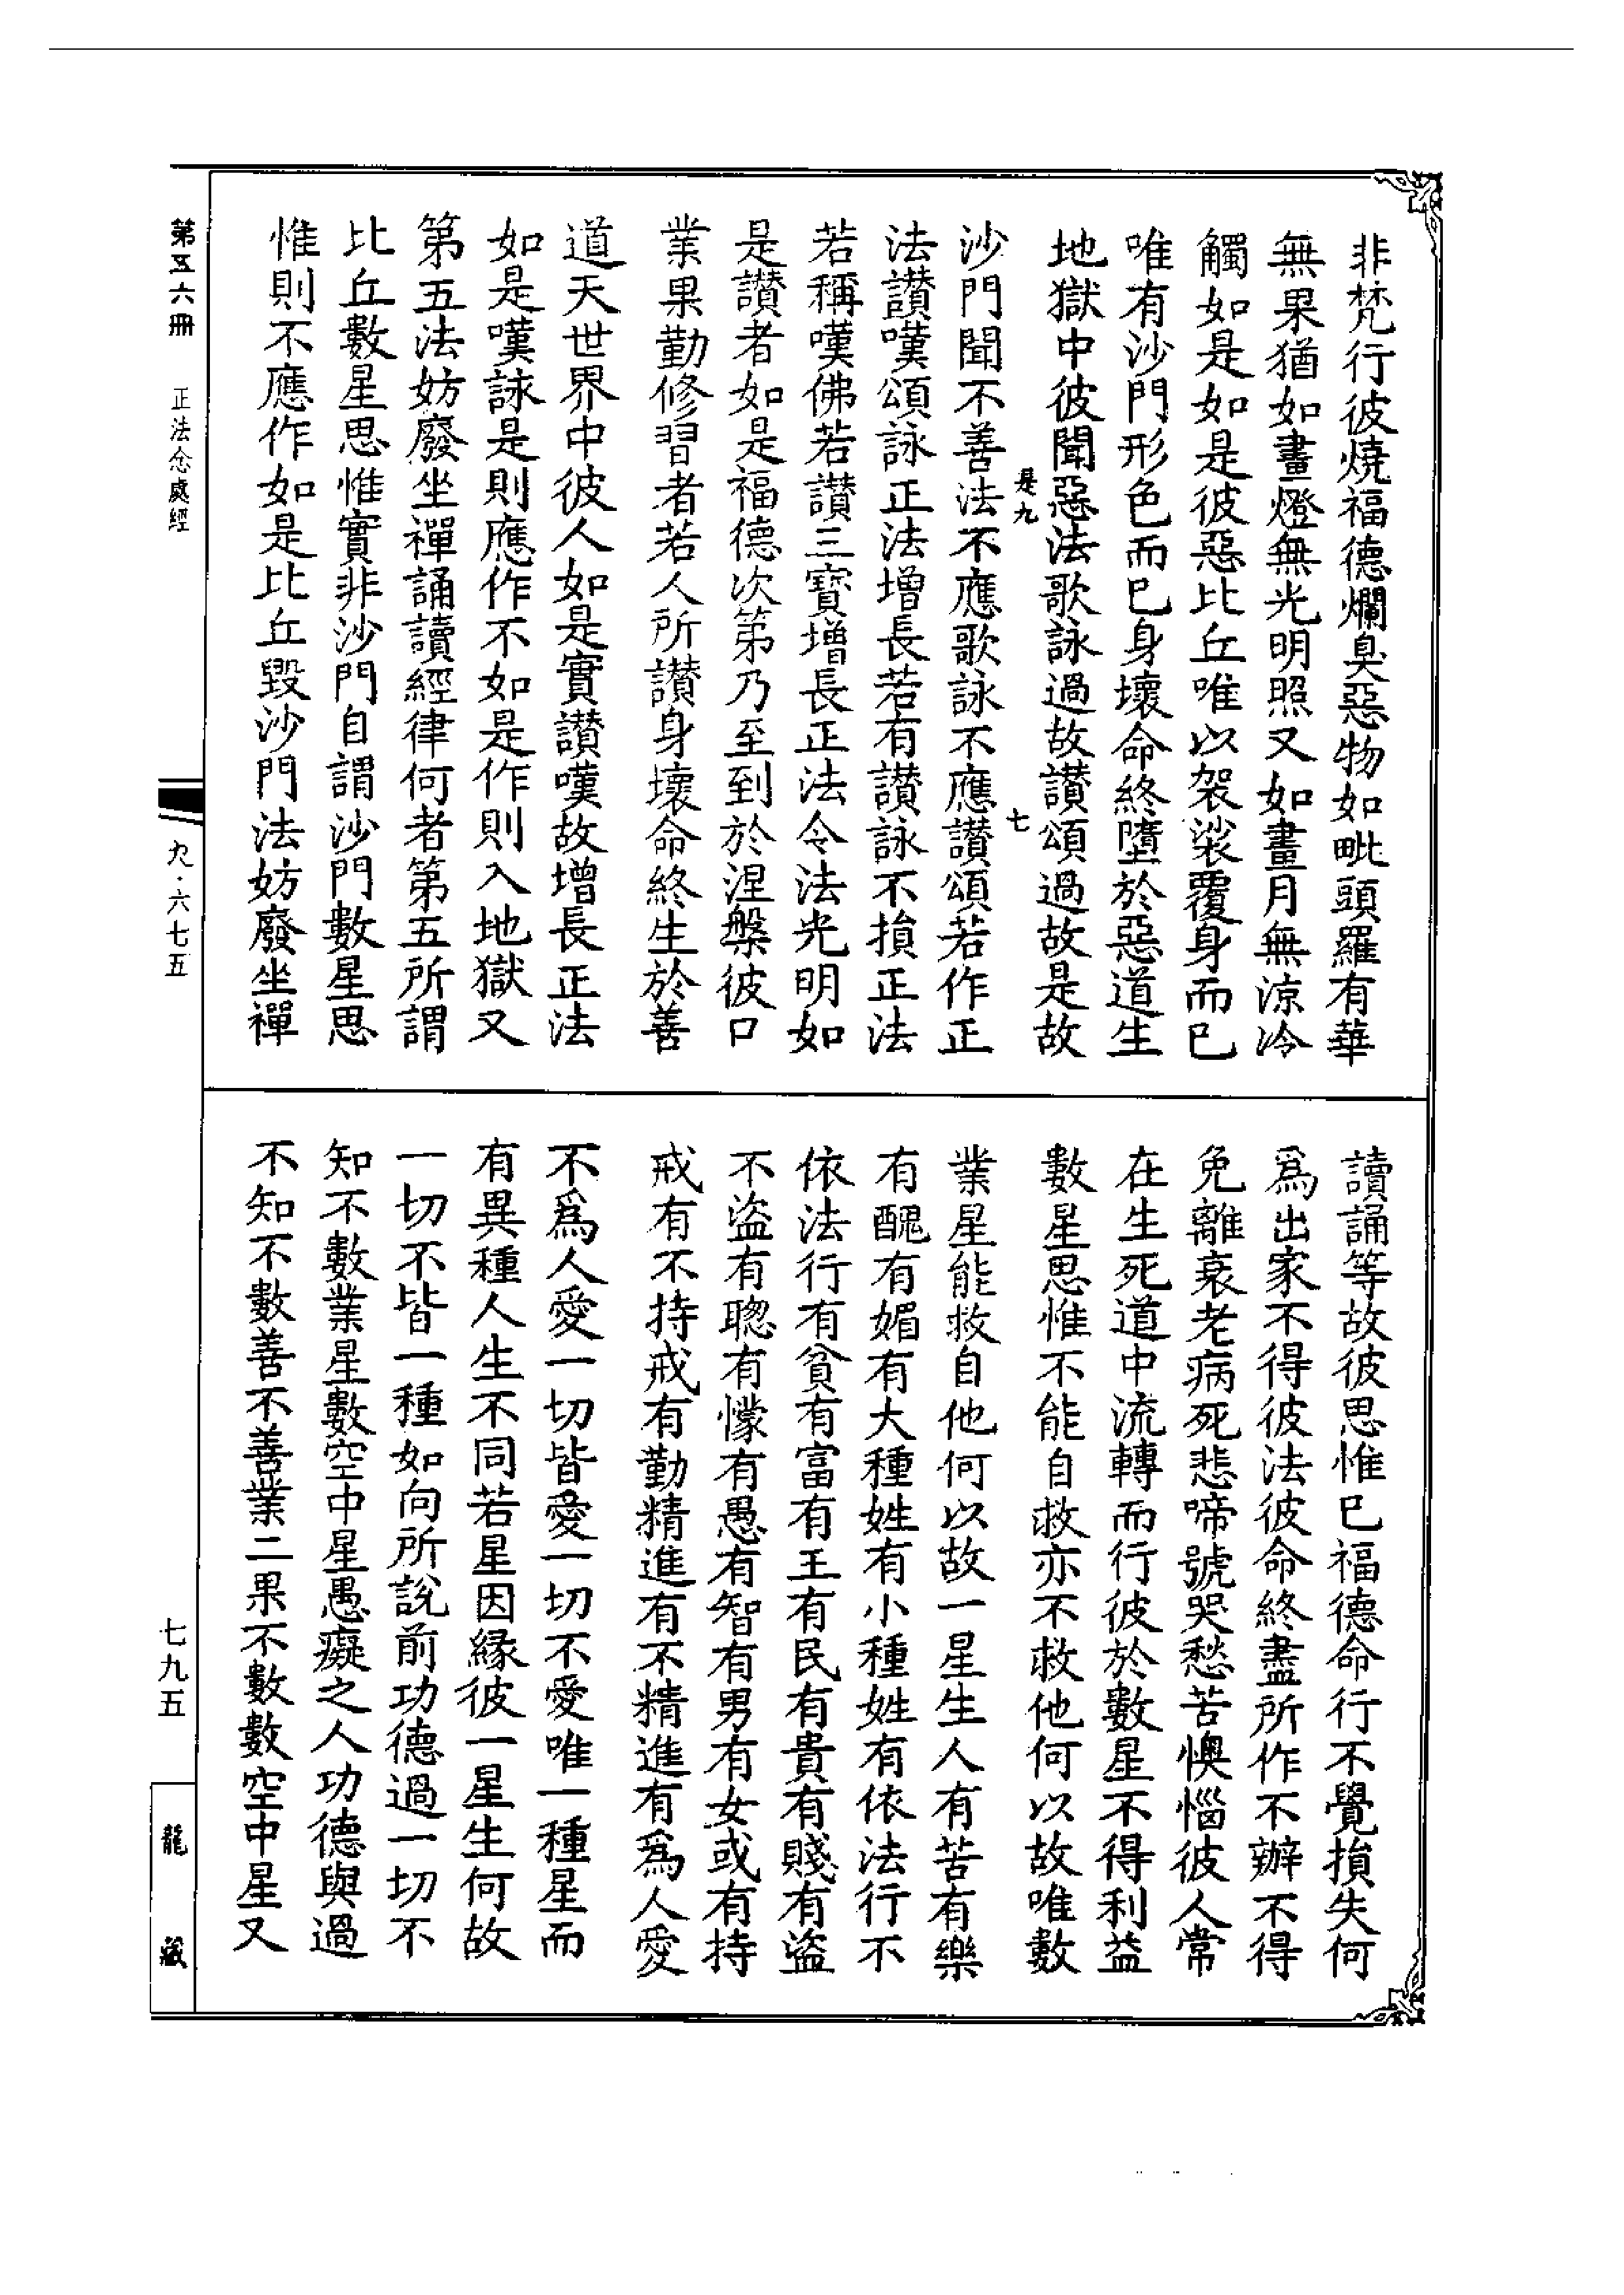 非梵行彼燒福德爛臭惡物如毗頭羅有華
無果猶如畫燈無光明照又如畫月無涼冷
觸如是如是彼惡比丘唯以袈裟覆身而已
唯有沙門形色而已身壞命終墮於惡道生
地獄中彼聞惡法歌詠過故讃頌過故是故
是九
七
沙門聞不善法不應歌詠不應讃頌若作正
法讃嘆頌詠正法增長若有讃詠不損正法
若稱嘆佛若讃三寳增長正法令法光明如
是讃者如是福德次第乃至到於涅槃彼口
業果勤修習者若人所讃身壞命終生於善
道天世界中彼人如是實讃嘆故增長正法
如是嘆詠是則應作不如是作則入地獄又
第五法妨廢坐禪誦讀經律何者第五所謂
比丘數星思惟實非沙門自謂沙門數星思
惟則不應作如是比丘毀沙門法妨廢坐禪
讀誦等故彼思惟已福德命行不覺損失何
爲出家不得彼法彼命終盡所作不辦不得
免離衰老病死悲啼號哭愁苦懊惱彼人常
在生死道中流轉而行彼於數星不得利益
數星思惟不能自救亦不救他何以故唯數
業星能救自他何以故一星生人有苦有樂
有醜有媚有大種姓有小種姓有依法行不
依法行有貧有富有王有民有貴有賤有盜
不盜有聰有懞有愚有智有男有女或有持
戒有不持戒有勤精進有不精進有爲人愛
不爲人愛一切皆愛一切不愛唯一種星而
有異種人生不同若星因緣彼一星生何故
一切不皆一種如向所說前功德過一切不
知不數業星數空中星愚癡之人功德與過
不知不數善不善業二果不數數空中星又
第五六冊　正法念處經
九·六七五
七九五
龍藏